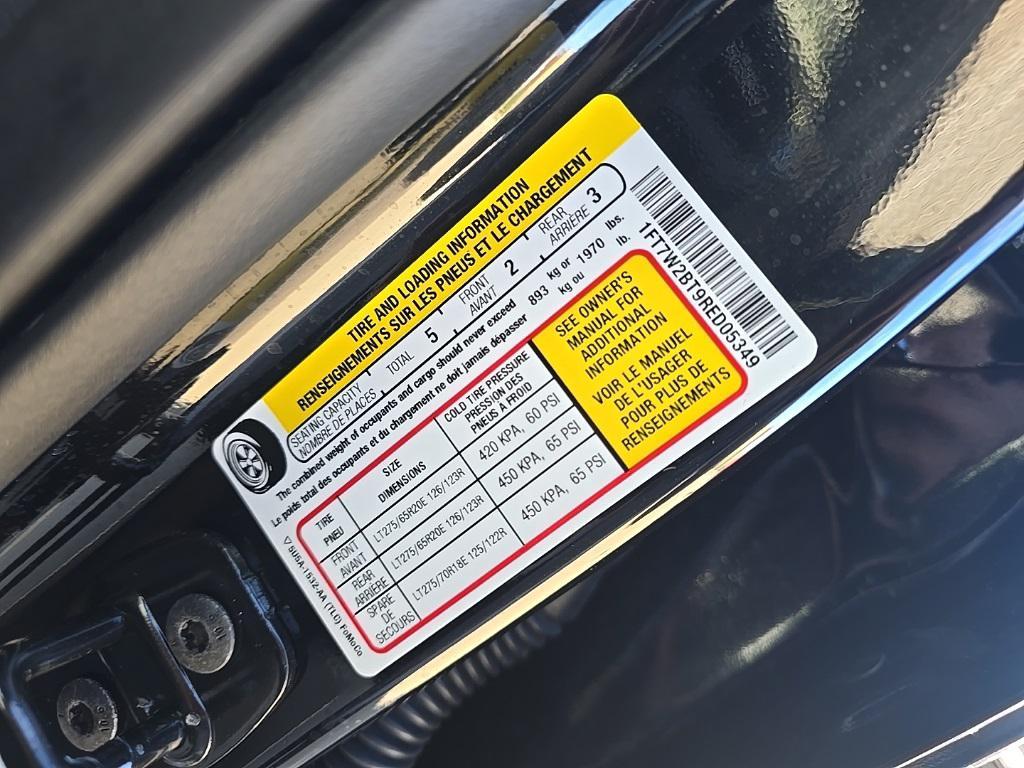 TIRE AND LOADING INFORMATION
RENSEIGNEMENTS SUR LES PNEUS ET LE CHARGEMENT
SEATING CAPACITY TOTAL 5 FRONT 2 REAR 3
NOMBRE DE PLACES AVANT ARRIÈRE
The combined weight of occupants and cargo should never exceed 893 kg or 1970 lbs.
Le poids total des occupants et du chargement ne doit jamais dépasser kg ou lb.
TIRE SIZE COLD TIRE PRESSURE
PNEU DIMENSIONS PRESSION DES
PNEUS A FROID
FRONT LT275/65R20E 126/123R 420 KPA, 60 PSI
AVANT
REAR LT275/65R20E 126/123R 450 KPA, 65 PSI
ARRIÈRE
SPARE LT275/70R18E 125/122R 450 KPA, 65 PSI
DE
SECOURS
SEE OWNER'S
MANUAL FOR
ADDITIONAL
INFORMATION
VOIR LE MANUEL
DE L'USAGER
POUR PLUS DE
RENSEIGNEMENTS
1FT7W2BT9RED05349
5U5A-1532-AA (TEU) FoMoCo
10.9